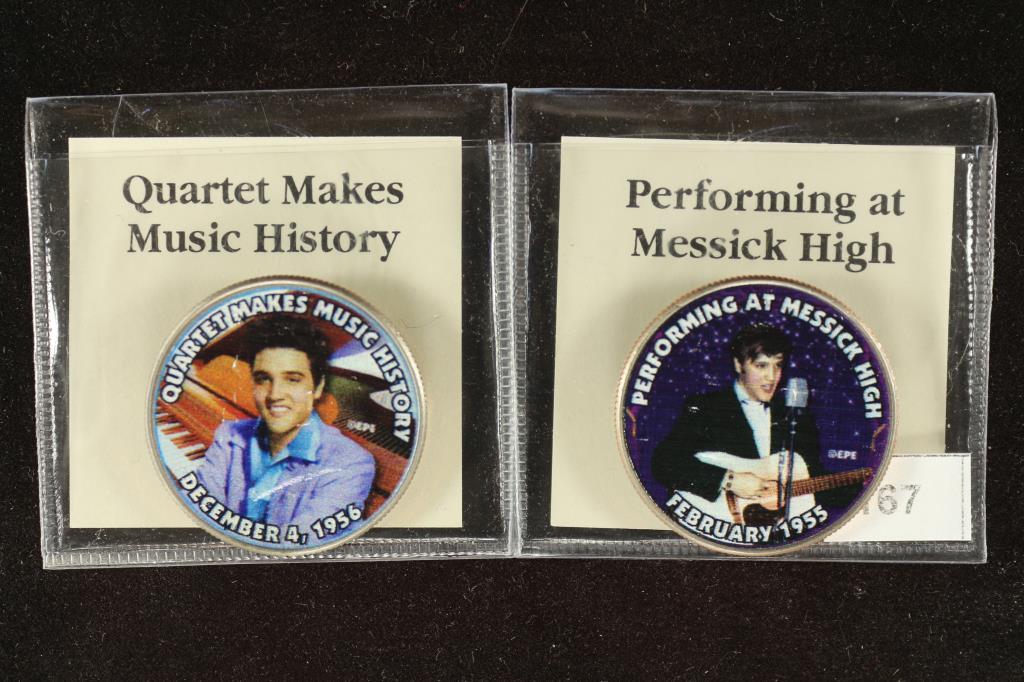 Quartet Makes
Music History
QUARTET MAKES MUSIC HISTORY
©EPE
DECEMBER 4, 1956
Performing at
Messick High
PERFORMING AT MESSICK HIGH
©EPE
FEBRUARY 1955
67